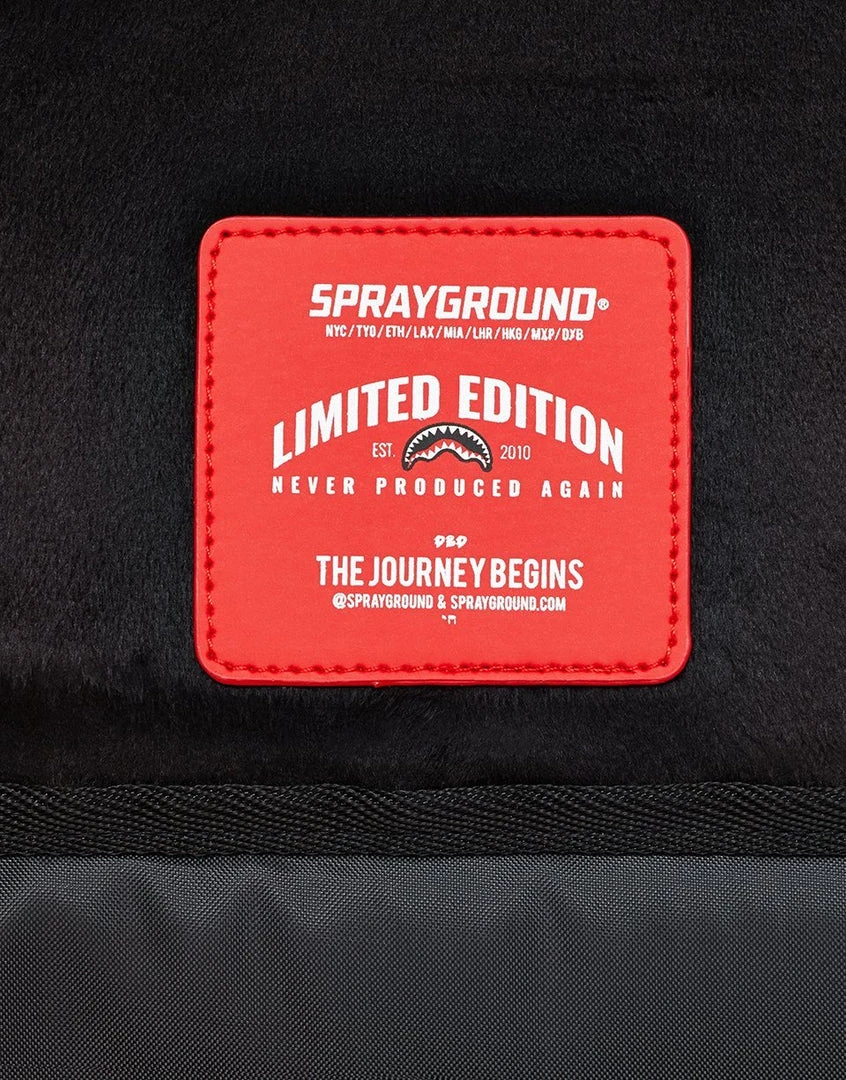 SPRAYGROUND®
NYC/TYO/ETH/LAX/MIA/LHR/HKG/MXP/DXB
LIMITED EDITION
EST. 2010
NEVER PRODUCED AGAIN
THE JOURNEY BEGINS
@SPRAYGROUND & SPRAYGROUND.COM